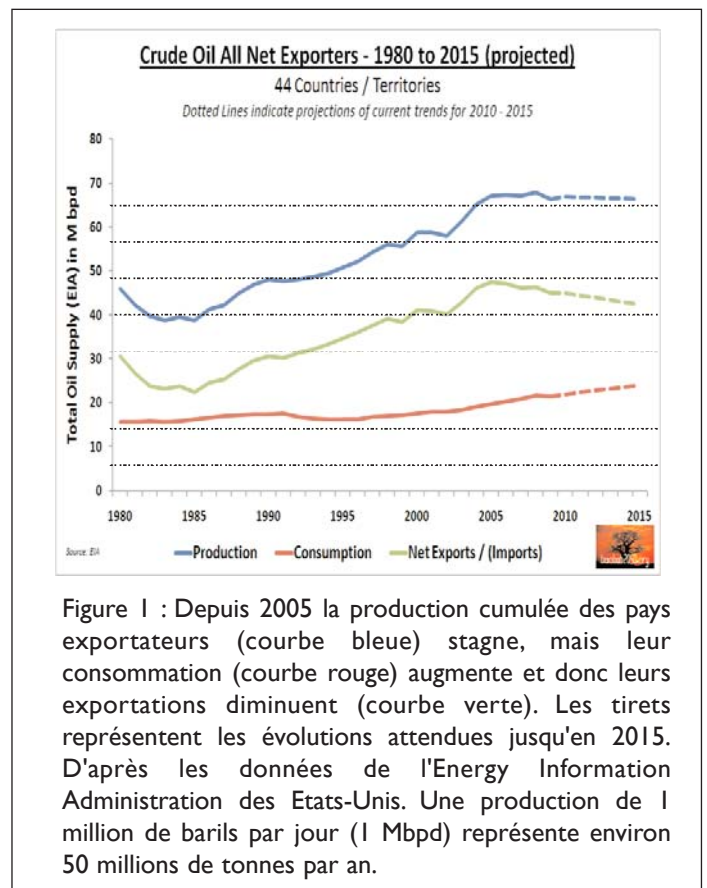 Crude Oil All Net Exporters - 1980 to 2015 (projected)
44 Countries / Territories
Dotted Lines indicate projections of current trends for 2010 - 2015
Total Oil Supply (EIA) in M bpd
80
70
60
50
40
30
20
10
0
1980 1985 1990 1995 2000 2005 2010 2015
Source: EIA
Production Consumption Net Exports / (Imports)
Figure 1 : Depuis 2005 la production cumulée des pays
exportateurs (courbe bleue) stagne, mais leur
consommation (courbe rouge) augmente et donc leurs
exportations diminuent (courbe verte). Les tirets
représentent les évolutions attendues jusqu'en 2015.
D'après les données de l'Energy Information
Administration des Etats-Unis. Une production de 1
million de barils par jour (1 Mbpd) représente environ
50 millions de tonnes par an.